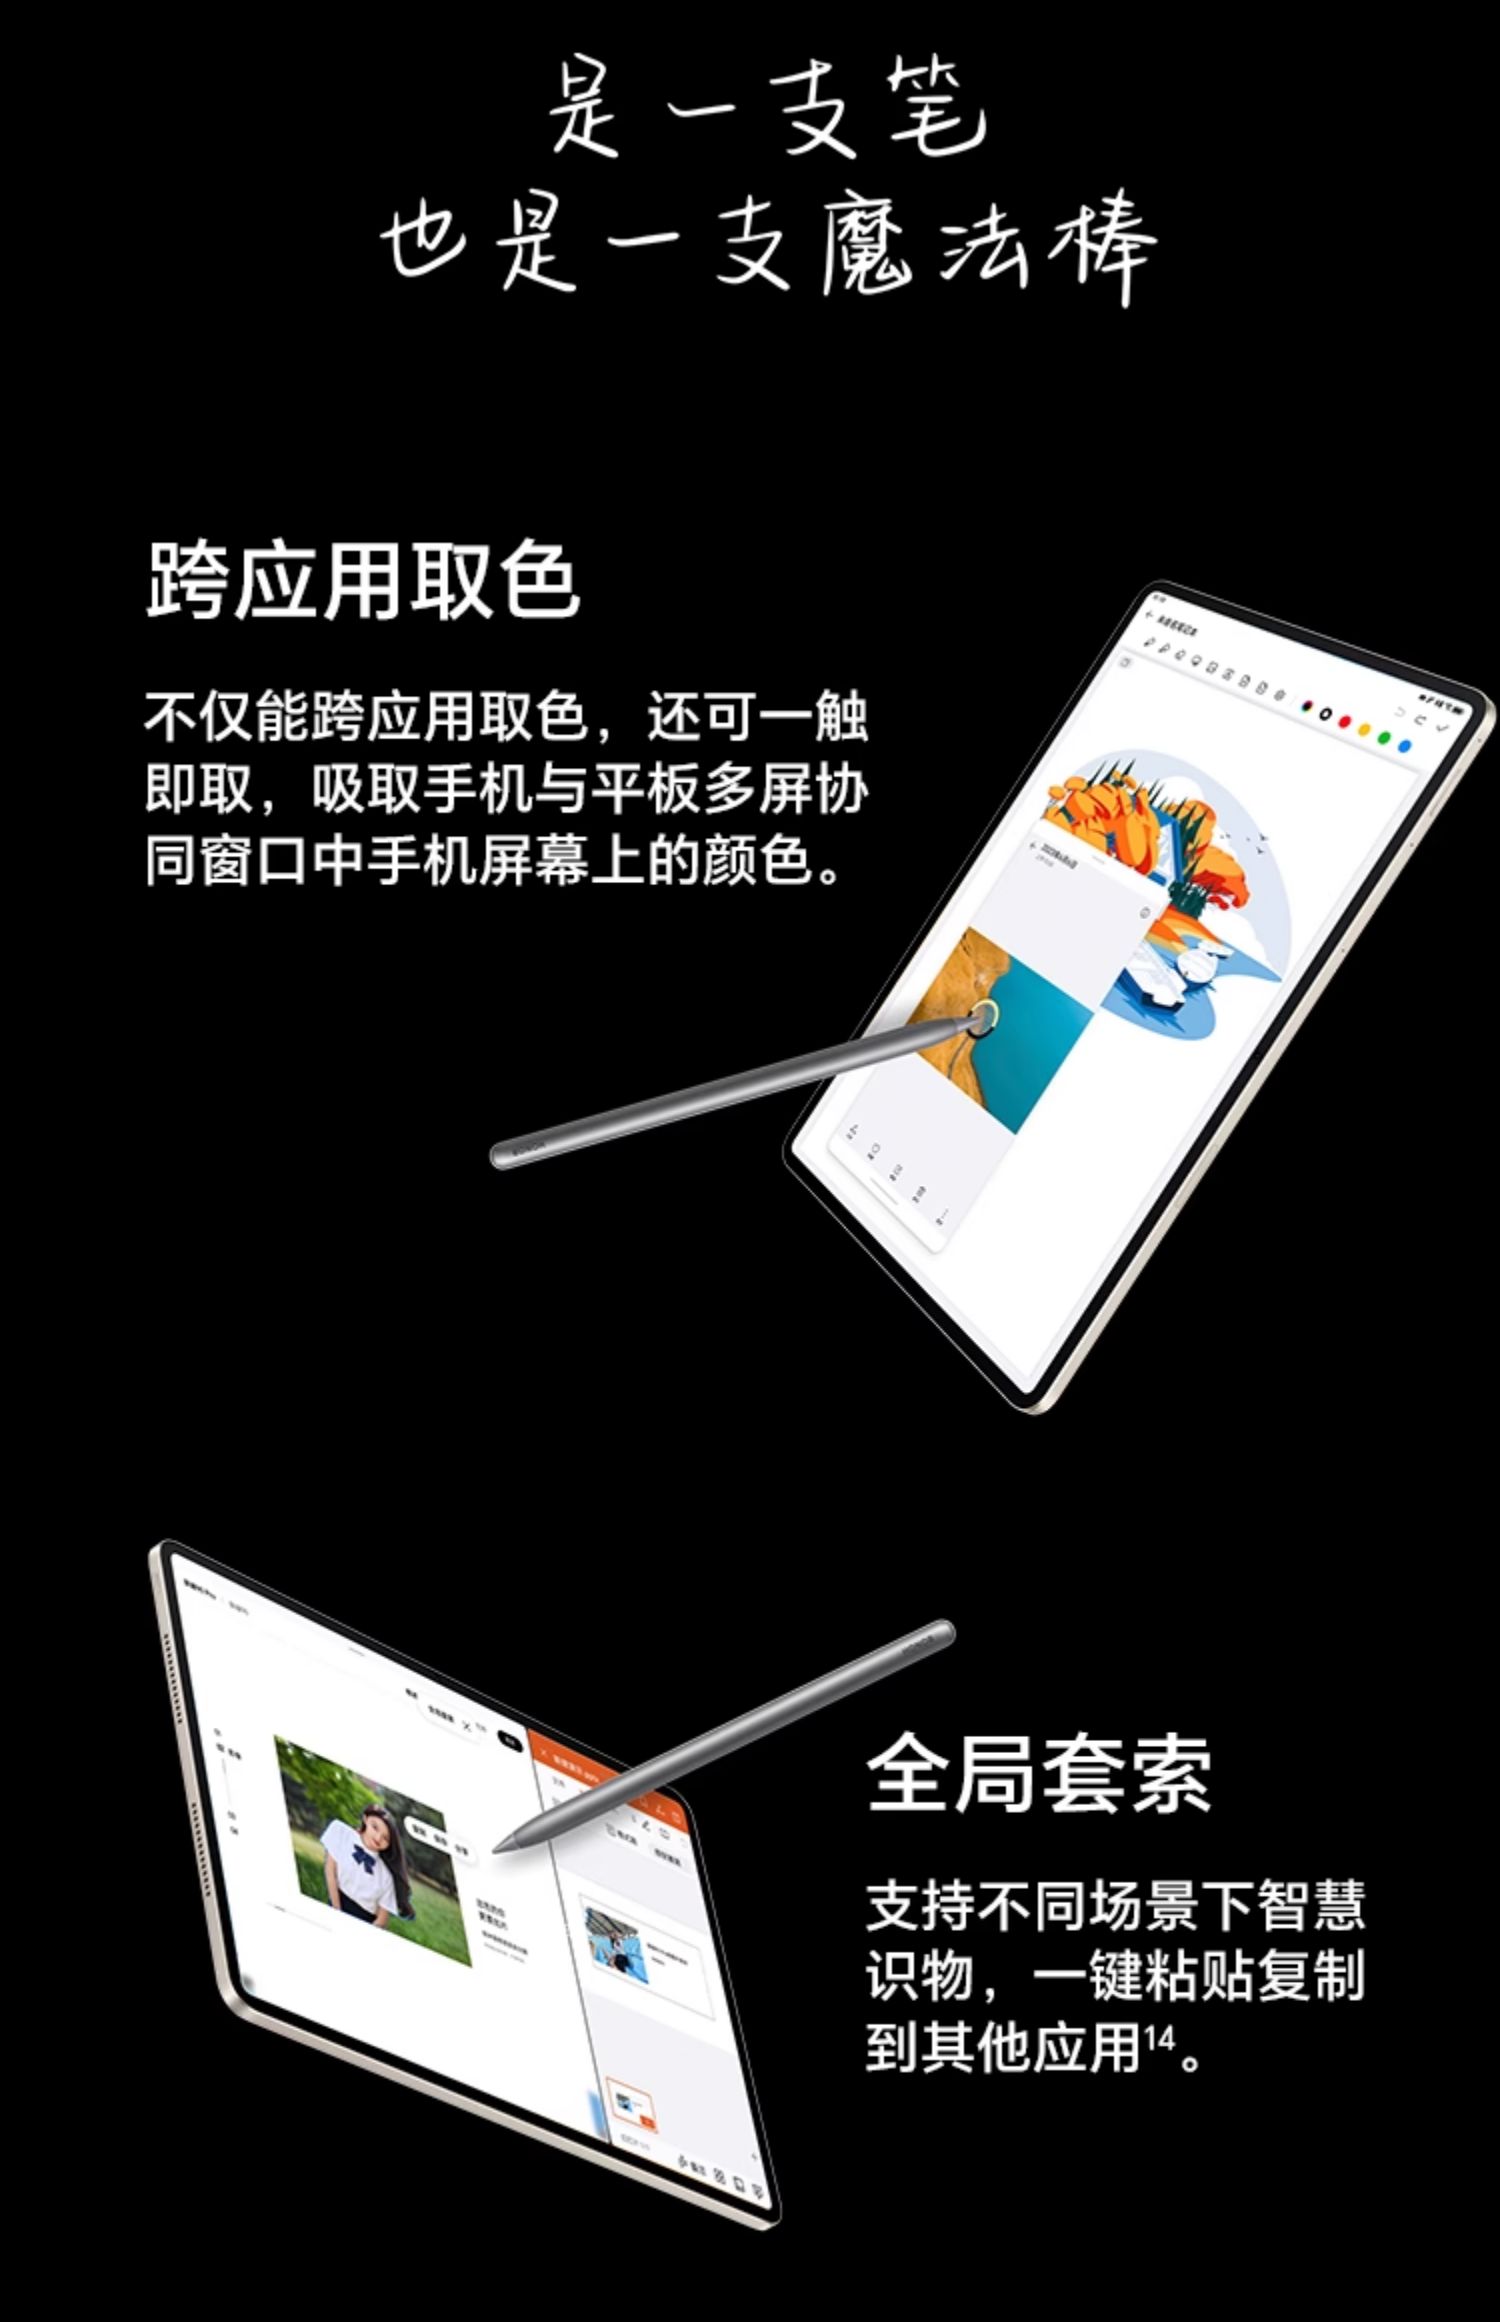 是一支笔
也是一支魔法棒
跨应用取色
不仅能跨应用取色，还可一触
即取，吸取手机与平板多屏协
同窗口中手机屏幕上的颜色。
全局套索
支持不同场景下智慧
识物，一键粘贴复制
到其他应用14。